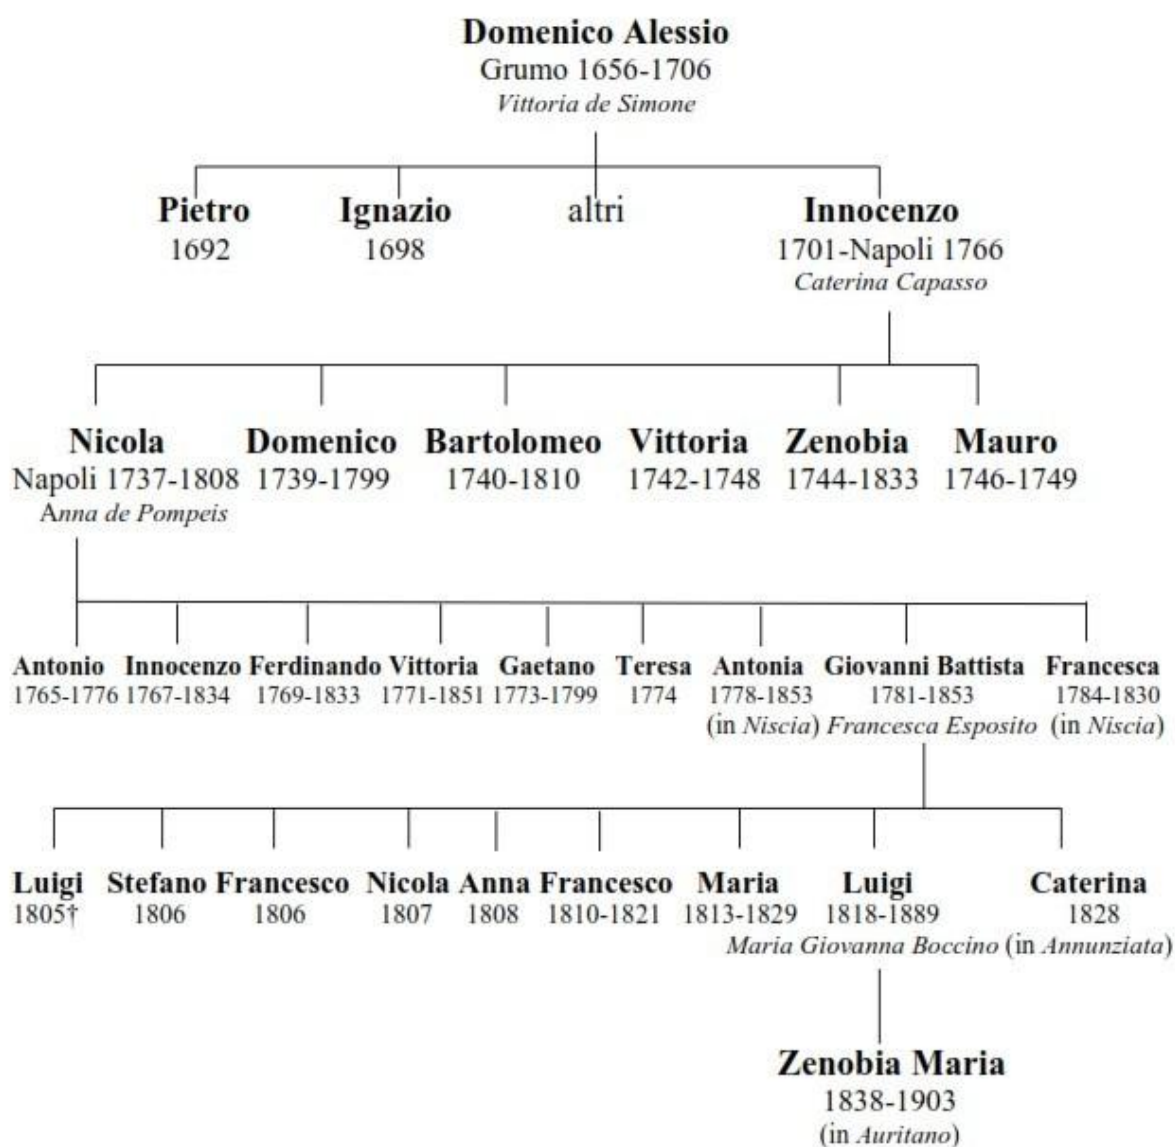 Domenico Alessio
Grumo 1656-1706
Vittoria de Simone
Pietro Ignazio altri Innocenzo
1692 1698 1701-Napoli 1766
Caterina Capasso
Nicola Domenico Bartolomeo Vittoria Zenobia Mauro
Napoli 1737-1808 1739-1799 1740-1810 1742-1748 1744-1833 1746-1749
Anna de Pompeis
Antonio Innocenzo Ferdinando Vittoria Gaetano Teresa Antonia Giovanni Battista Francesca
1765-1776 1767-1834 1769-1833 1771-1851 1773-1799 1774 1778-1853 1781-1853 1784-1830
(in Niscia) Francesca Esposito (in Niscia)
Luigi Stefano Francesco Nicola Anna Francesco Maria Luigi Caterina
1805† 1806 1806 1807 1808 1810-1821 1813-1829 1818-1889 1828
Maria Giovanna Boccino (in Annunziata)
Zenobia Maria
1838-1903
(in Auritano)